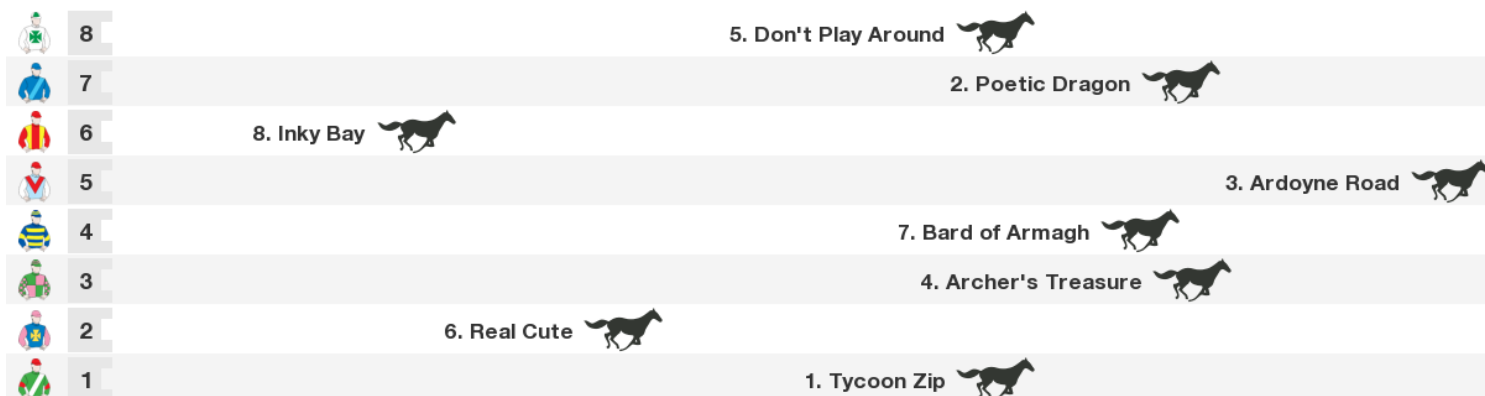 8 5. Don't Play Around
7 2. Poetic Dragon
6 8. Inky Bay
5 3. Ardoyne Road
4 7. Bard of Armagh
3 4. Archer's Treasure
2 6. Real Cute
1 1. Tycoon Zip